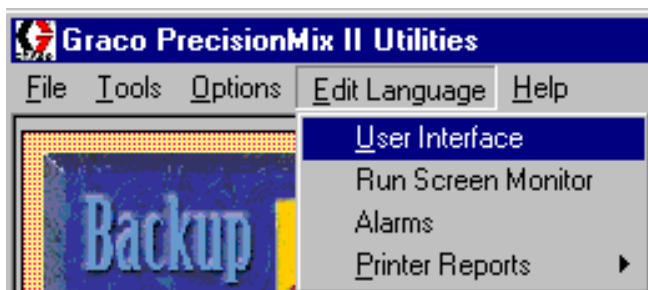 Graco PrecisionMix II Utilities
File Tools Options Edit Language Help
User Interface
Run Screen Monitor
Alarms
Printer Reports
Backup